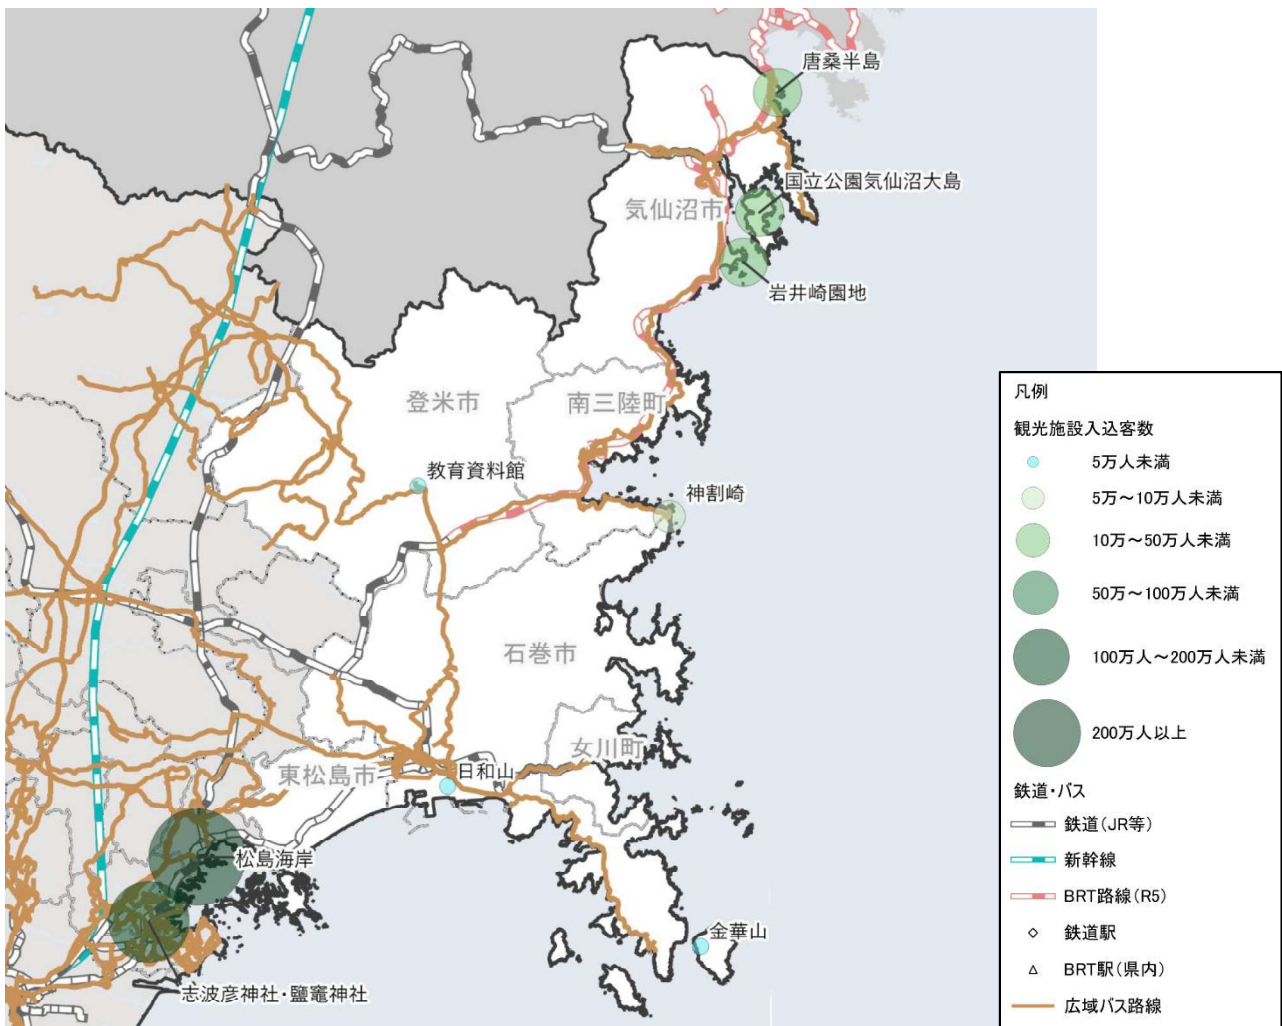 唐桑半島
国立公園気仙沼大島
気仙沼市
岩井崎園地
登米市
南三陸町
教育資料館
神割崎
石巻市
女川町
東松島市
日和山
松島海岸
金華山
志波彦神社・鹽竈神社
凡例
観光施設入込客数
5万人未満
5万～10万人未満
10万～50万人未満
50万～100万人未満
100万人～200万人未満
200万人以上
鉄道・バス
鉄道(JR等)
新幹線
BRT路線(R5)
鉄道駅
BRT駅(県内)
広域バス路線